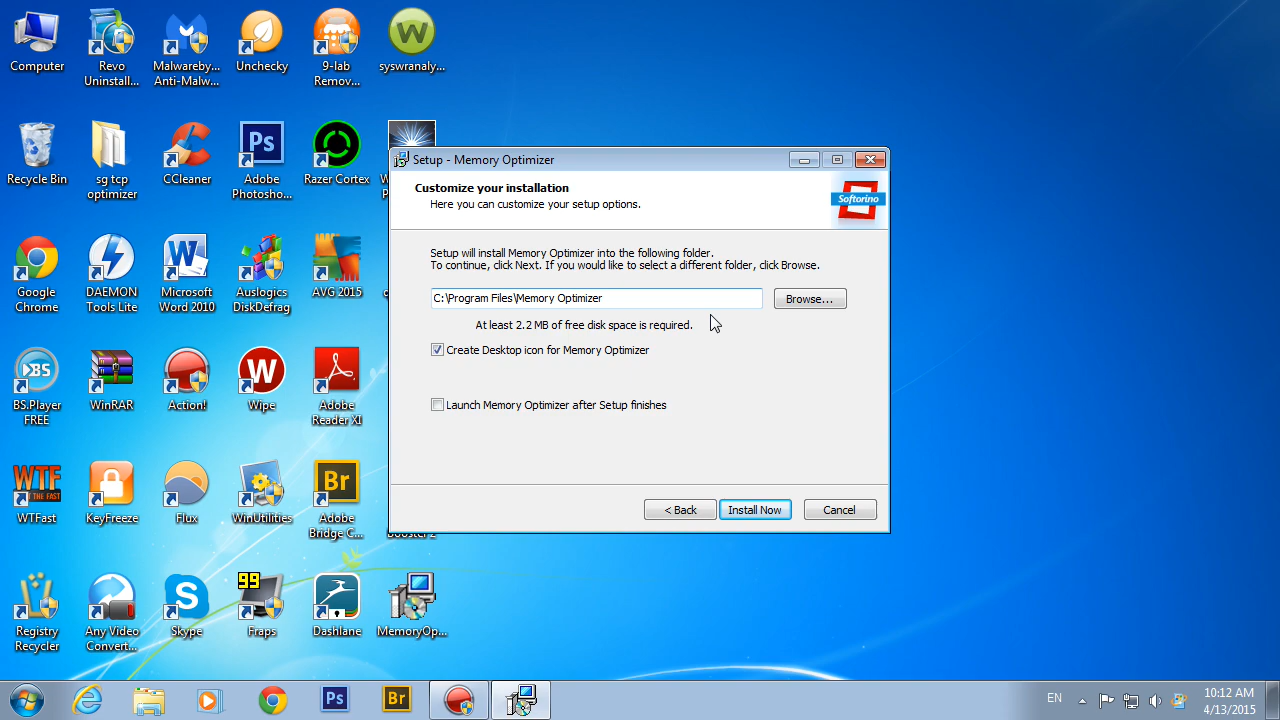 Computer
Revo
Uninstall...
Malwareby...
Anti-Malw...
Unchecky
9-lab
Remov...
syswranaly...
W
Recycle Bin
sg tcp
optimizer
CCleaner
Ps
Adobe
Photosho...
Razer Cortex
Setup - Memory Optimizer
Customize your installation
Here you can customize your setup options.
Softorino
Setup will install Memory Optimizer into the following folder.
To continue, click Next. If you would like to select a different folder, click Browse.
C:\Program Files\Memory Optimizer
Browse...
At least 2.2 MB of free disk space is required.
Create Desktop icon for Memory Optimizer
Launch Memory Optimizer after Setup finishes
< Back
Install Now
Cancel
Google
Chrome
DAEMON
Tools Lite
W
Microsoft
Word 2010
Auslogics
DiskDefrag
AVG 2015
BS
BS.Player
FREE
WinRAR
Action!
W
Wipe
Adobe
Reader XI
WTF
FAST
WTFast
KeyFreeze
Flux
WinUtilities
Br
Adobe
Bridge C...
Booster 2
Registry
Recycler
Any Video
Convert...
S
Skype
99
Fraps
Dashlane
MemoryOp...
Ps
Br
EN
10:12 AM
4/13/2015